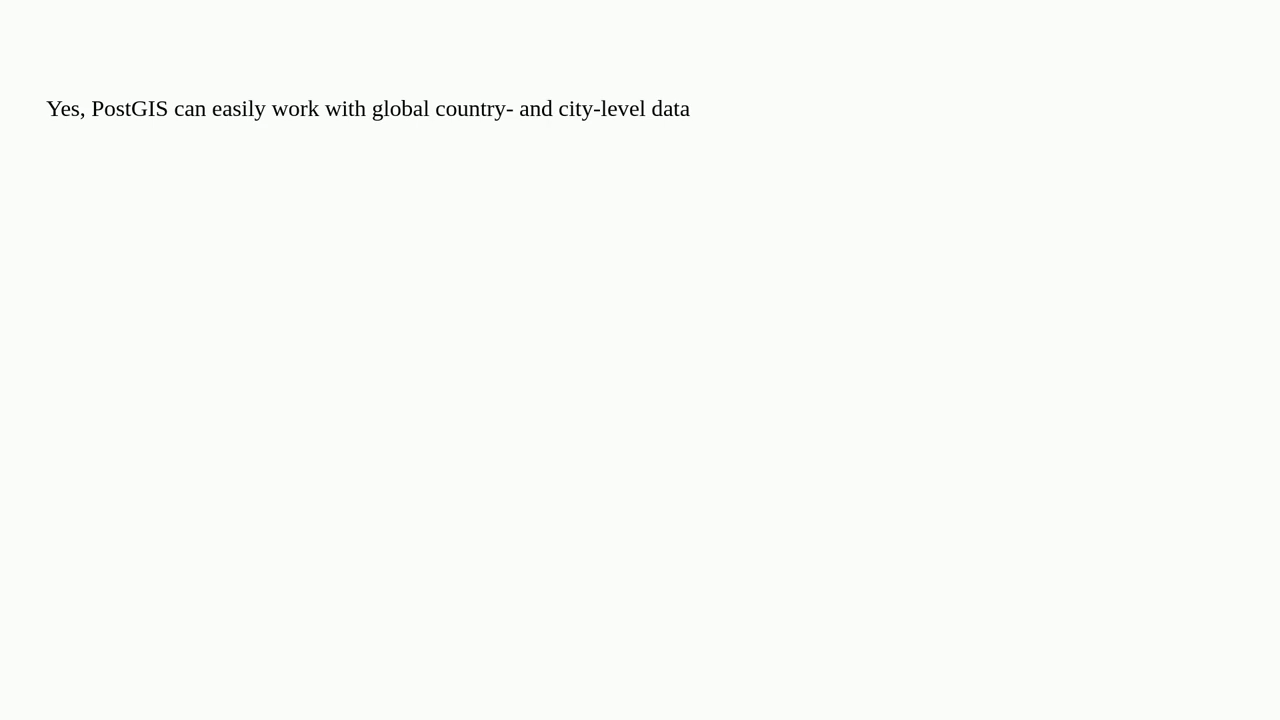 Yes, PostGIS can easily work with global country- and city-level data